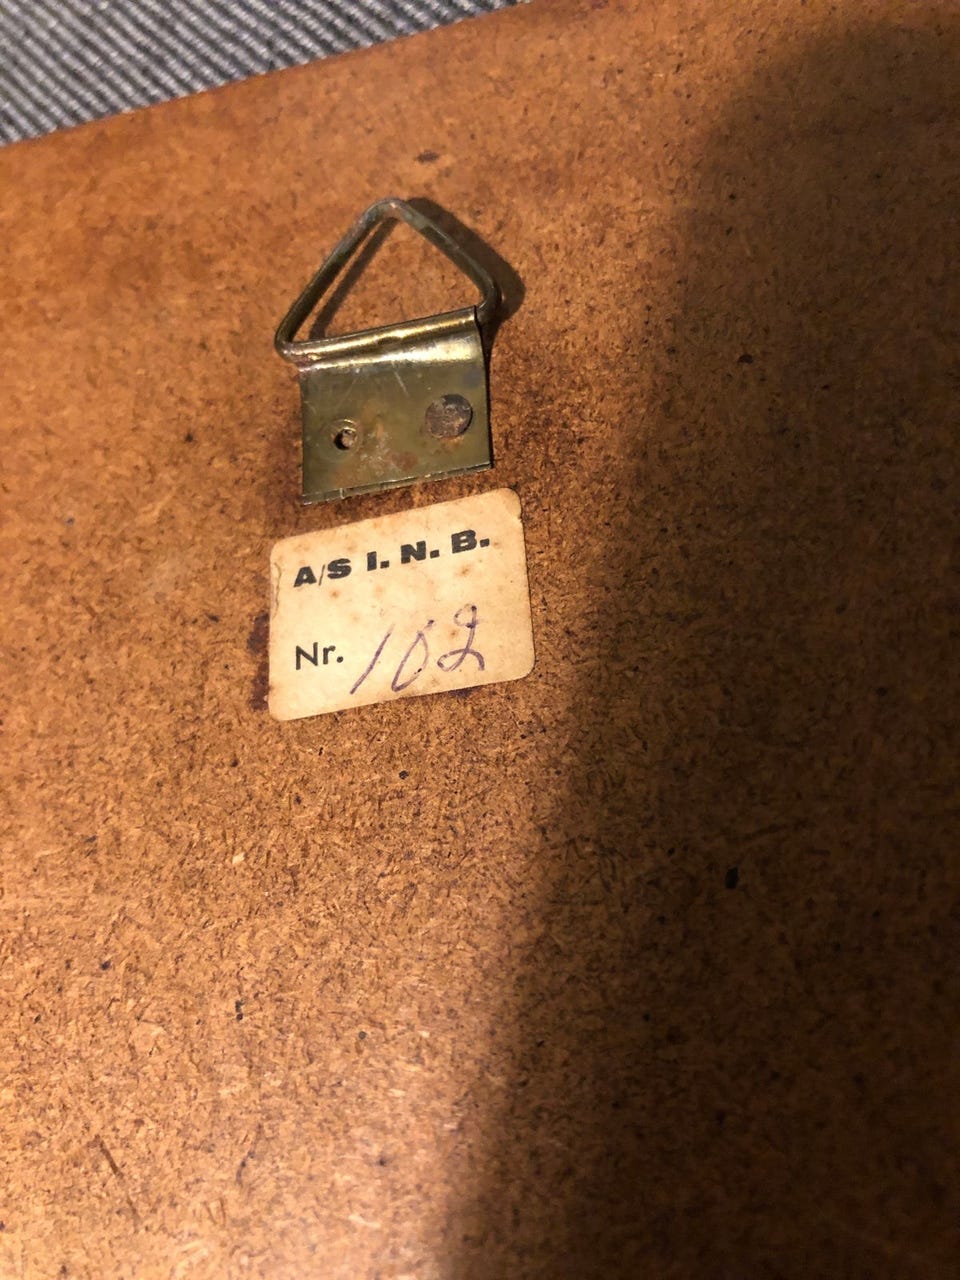 A/S I. N. B.
Nr. 102